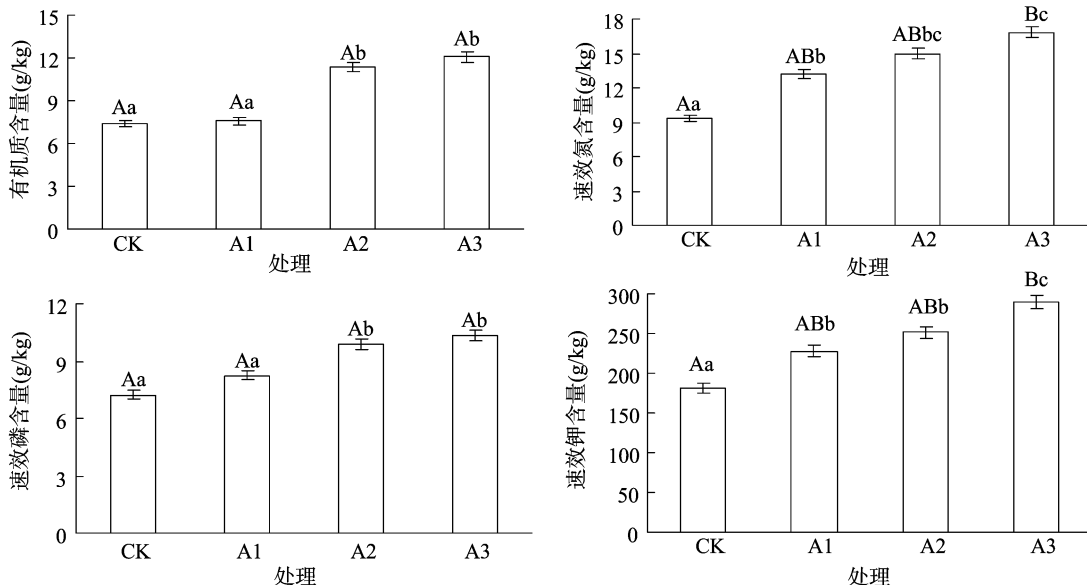 有机质含量(g/kg)
15
12
9
6
3
0
Aa
Aa
Ab
Ab
CK A1 A2 A3
处理
速效氮含量(g/kg)
18
15
12
9
6
3
0
Aa
ABb
ABbc
Bc
CK A1 A2 A3
处理
速效磷含量(g/kg)
12
9
6
3
0
Aa
Aa
Ab
Ab
CK A1 A2 A3
处理
速效钾含量(g/kg)
300
250
200
150
100
50
0
Aa
ABb
ABb
Bc
CK A1 A2 A3
处理